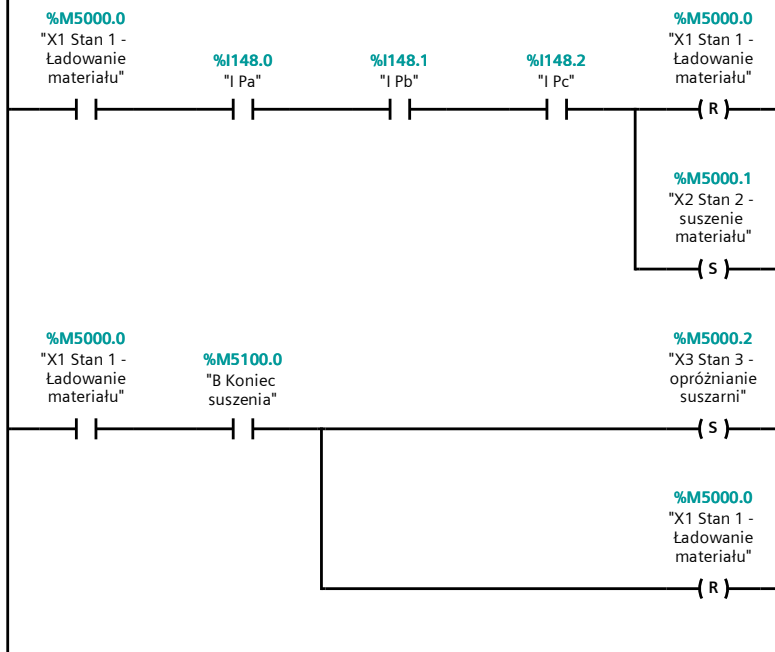 %M5000.0
"X1 Stan 1 -
Ładowanie
materiału"
%I148.0
"I Pa"
%I148.1
"I Pb"
%I148.2
"I Pc"
%M5000.0
"X1 Stan 1 -
Ładowanie
materiału"
R
%M5000.1
"X2 Stan 2 -
suszenie
materiału"
S
%M5000.0
"X1 Stan 1 -
Ładowanie
materiału"
%M5100.0
"B Koniec
suszenia"
%M5000.2
"X3 Stan 3 -
opróżnianie
suszarni"
S
%M5000.0
"X1 Stan 1 -
Ładowanie
materiału"
R